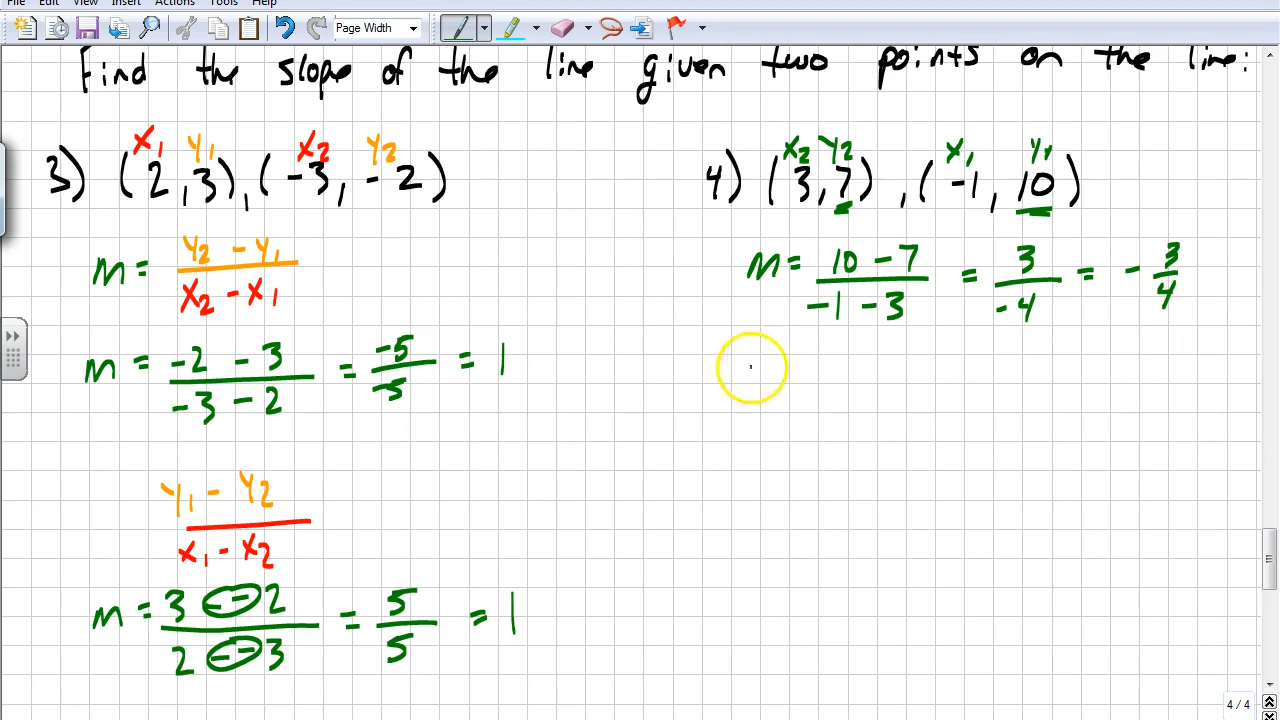 File Edit View Insert Actions Tools Help
Page Width
Find the slope of the line given two points on the line:
x₁ y₁ x₂ y₂
3) (2,3), (-3, -2)
m = y₂ - y₁ / x₂ - x₁
m = -2 - 3 / -3 - 2 = -5 / -5 = 1
y₁ - y₂ / x₁ - x₂
m = 3 - - 2 / 2 - - 3 = 5 / 5 = 1
x₂ y₂ x₁ y₁
4) (3,7), (-1, 10)
m = 10 - 7 / -1 - 3 = 3 / -4 = - 3/4
4 / 4